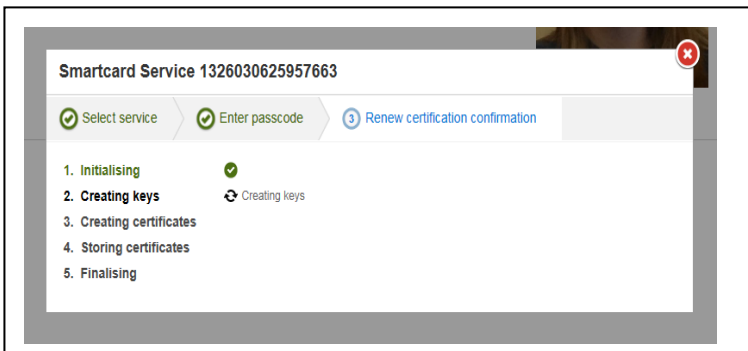 Smartcard Service 1326030625957663
Select service Enter passcode 3 Renew certification confirmation
1. Initialising
2. Creating keys Creating keys
3. Creating certificates
4. Storing certificates
5. Finalising